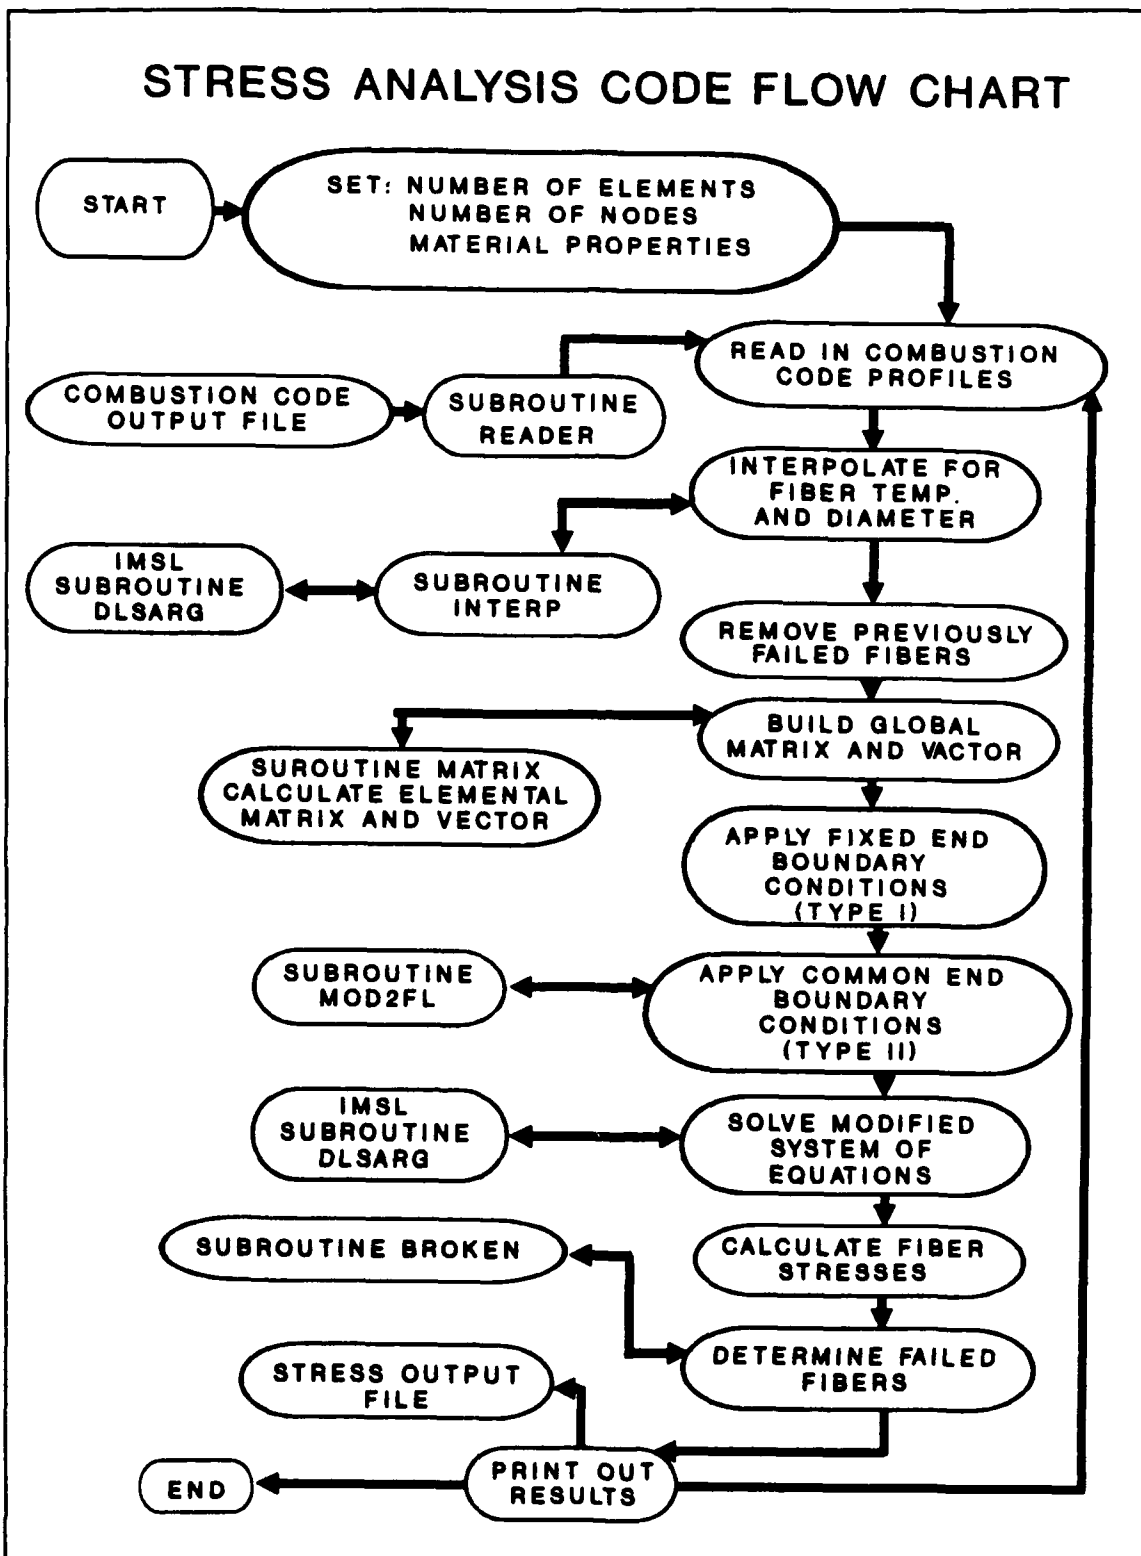 STRESS ANALYSIS CODE FLOW CHART
START
SET: NUMBER OF ELEMENTS
NUMBER OF NODES
MATERIAL PROPERTIES
READ IN COMBUSTION
CODE PROFILES
COMBUSTION CODE
OUTPUT FILE
SUBROUTINE
READER
INTERPOLATE FOR
FIBER TEMP.
AND DIAMETER
IMSL
SUBROUTINE
DLSARG
SUBROUTINE
INTERP
REMOVE PREVIOUSLY
FAILED FIBERS
BUILD GLOBAL
MATRIX AND VACTOR
SUROUTINE MATRIX
CALCULATE ELEMENTAL
MATRIX AND VECTOR
APPLY FIXED END
BOUNDARY
CONDITIONS
(TYPE I)
SUBROUTINE
MOD2FL
APPLY COMMON END
BOUNDARY
CONDITIONS
(TYPE II)
IMSL
SUBROUTINE
DLSARG
SOLVE MODIFIED
SYSTEM OF
EQUATIONS
SUBROUTINE BROKEN
CALCULATE FIBER
STRESSES
STRESS OUTPUT
FILE
DETERMINE FAILED
FIBERS
END
PRINT OUT
RESULTS